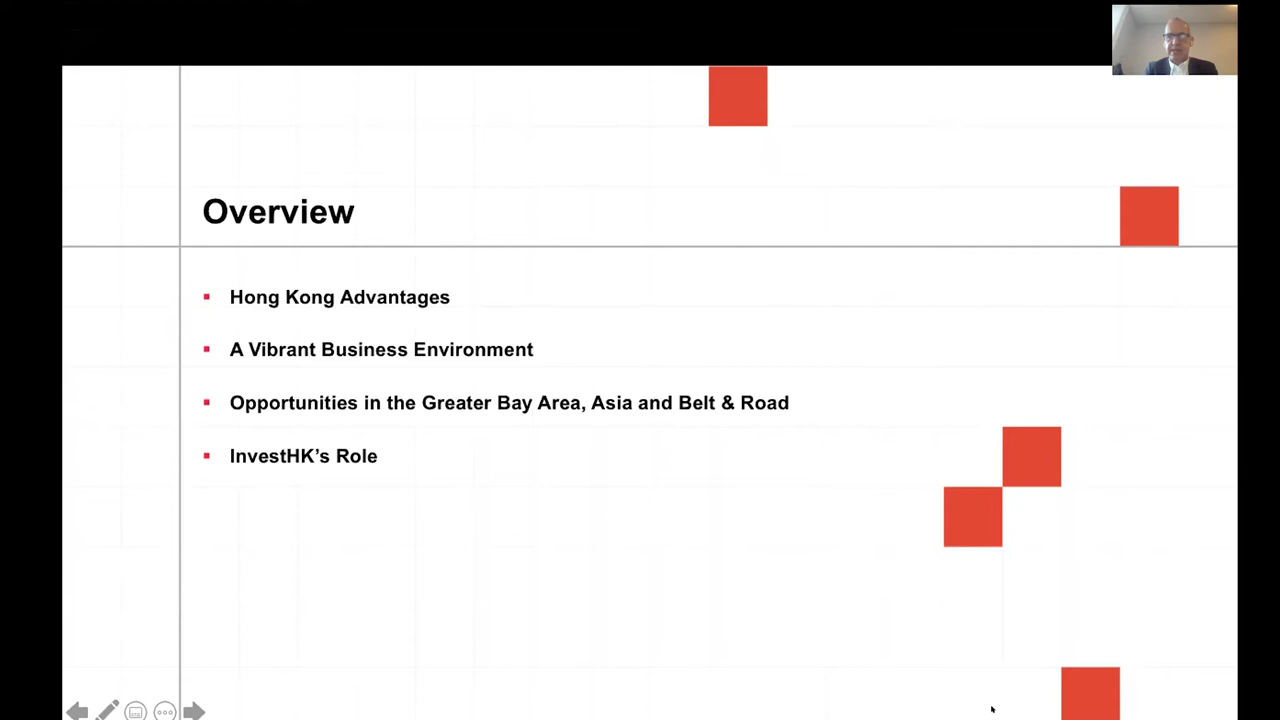 Overview
Hong Kong Advantages
A Vibrant Business Environment
Opportunities in the Greater Bay Area, Asia and Belt & Road
InvestHK’s Role